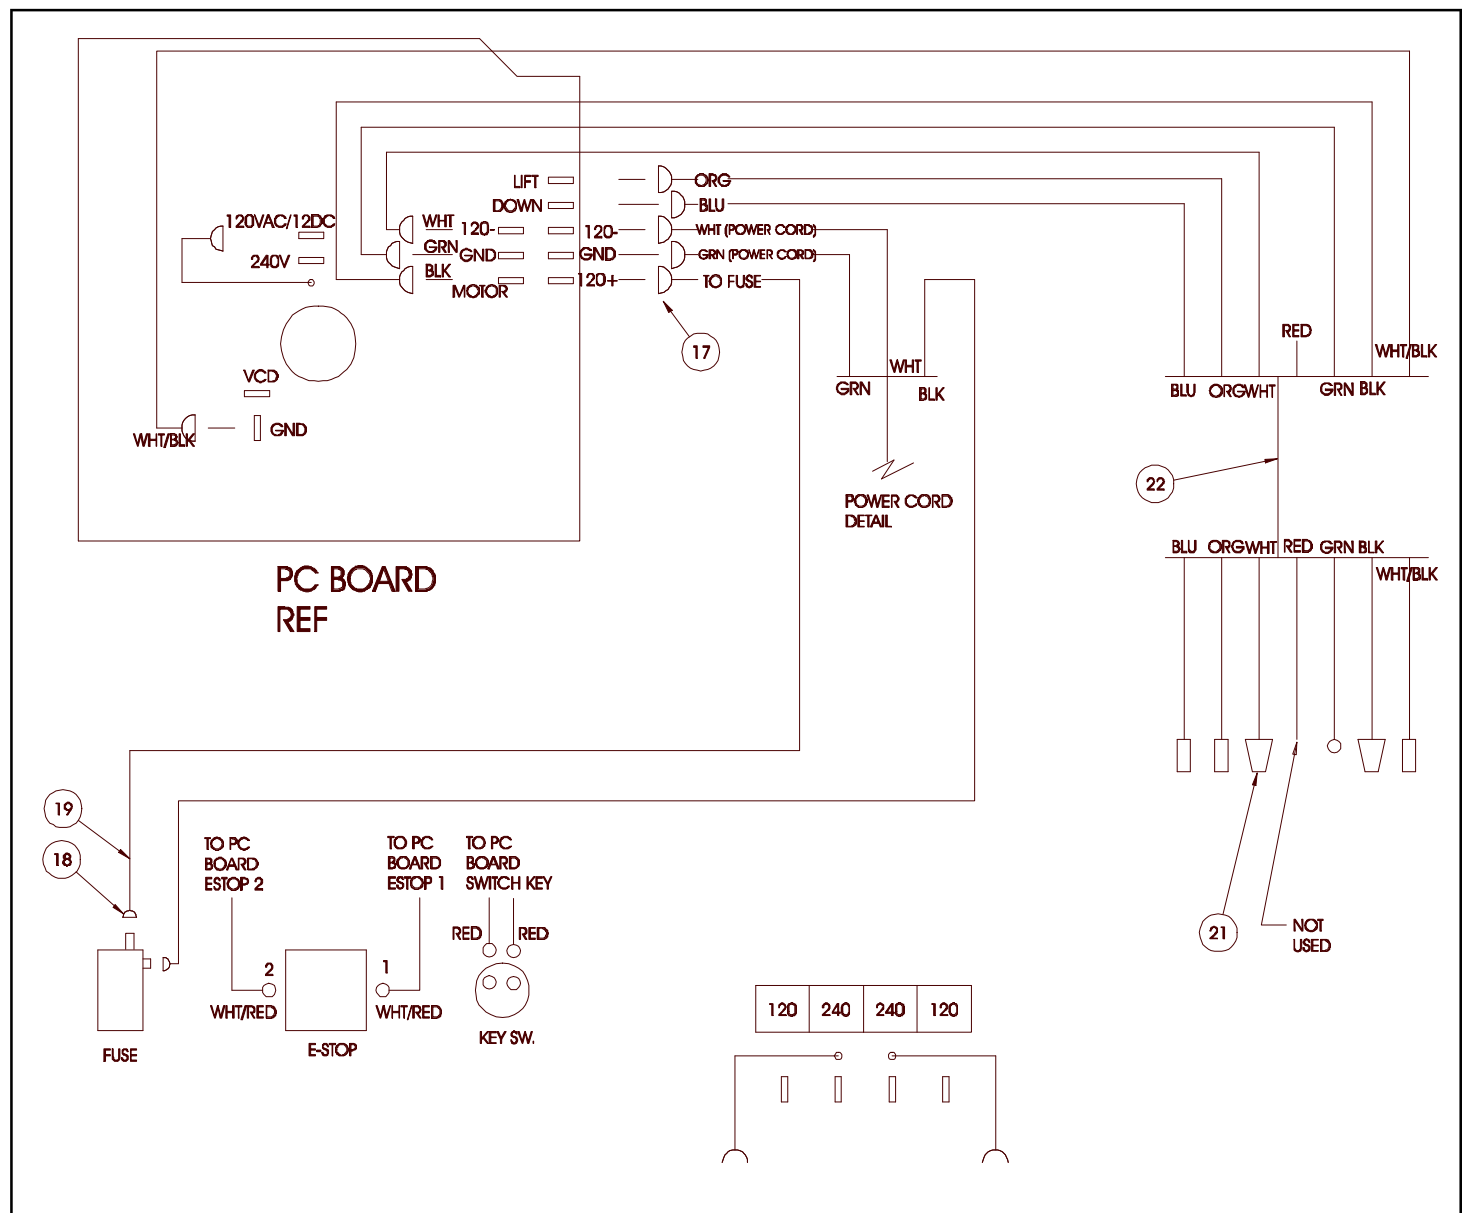 LIFT
ORG
DOWN
BLU
120VAC/12DC
WHT
120-
120-
WHT (POWER CORD)
240V
GRN
GND
GND
GRN (POWER CORD)
BLK
MOTOR
120+
TO FUSE
17
VCD
GND
WHT/BLK
WHT
GRN
BLK
RED
WHT/BLK
BLU
ORG
WHT
GRN
BLK
22
POWER CORD
DETAIL
BLU
ORG
WHT
RED
GRN
BLK
WHT/BLK
PC BOARD
REF
19
18
TO PC
BOARD
ESTOP 2
TO PC
BOARD
ESTOP 1
TO PC
BOARD
SWITCH KEY
RED
RED
2
1
WHT/RED
WHT/RED
FUSE
E-STOP
KEY SW.
21
NOT
USED
120
240
240
120